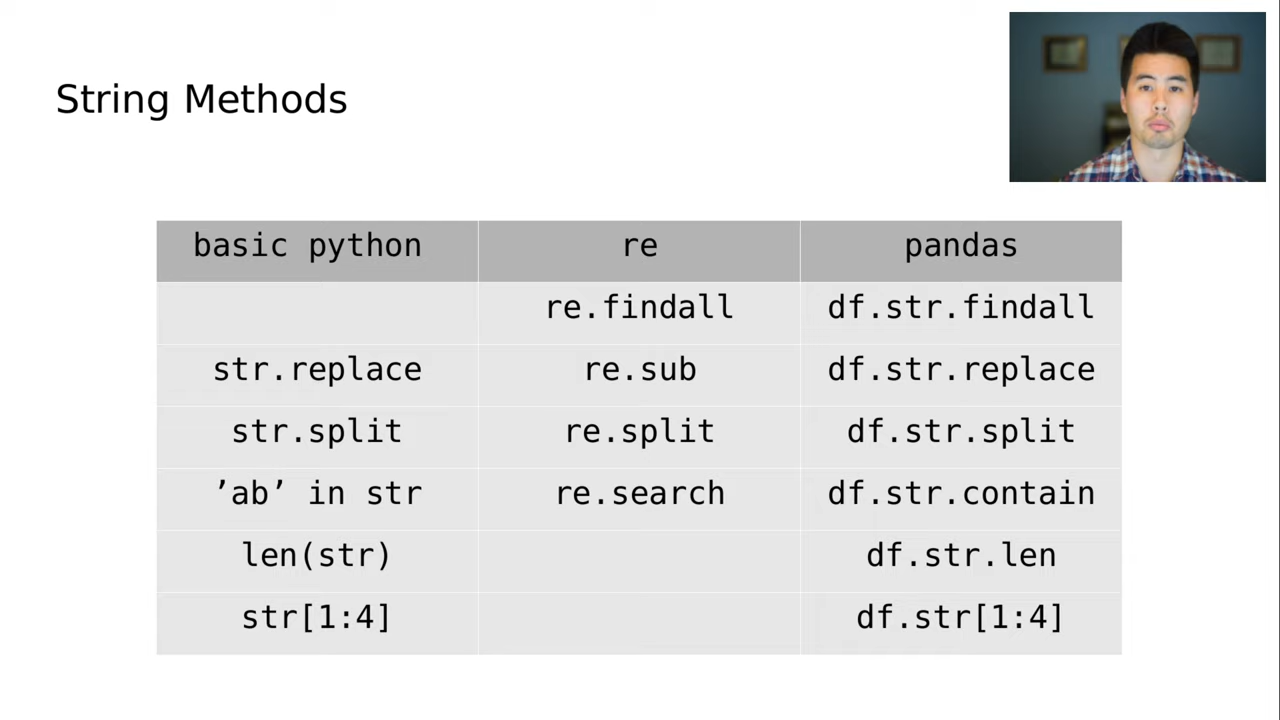 String Methods
basic python re pandas
re.findall df.str.findall
str.replace re.sub df.str.replace
str.split re.split df.str.split
’ab’ in str re.search df.str.contain
len(str) df.str.len
str[1:4] df.str[1:4]